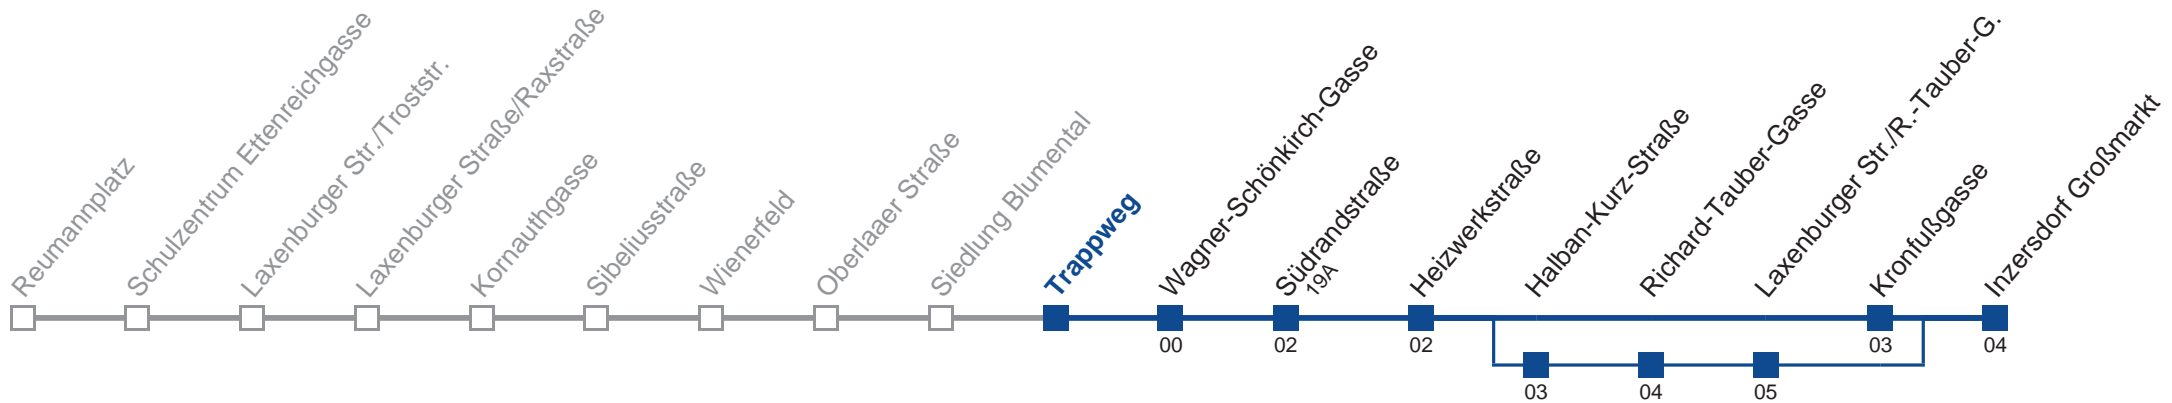 Reumannplatz
Schulzentrum Ettenreichgasse
Laxenburger Str./Troststr.
Laxenburger Straße/Raxstraße
Kornauthgasse
Sibeliusstraße
Wienerfeld
Oberlaaer Straße
Siedlung Blumental
Trappweg
Wagner-Schönkirch-Gasse
Südrandstraße
19A
Heizwerkstraße
Halban-Kurz-Straße
Richard-Tauber-Gasse
Laxenburger Str./R.-Tauber-G.
Kronfußgasse
Inzersdorf Großmarkt
00 02 02 03 04
03 04 05